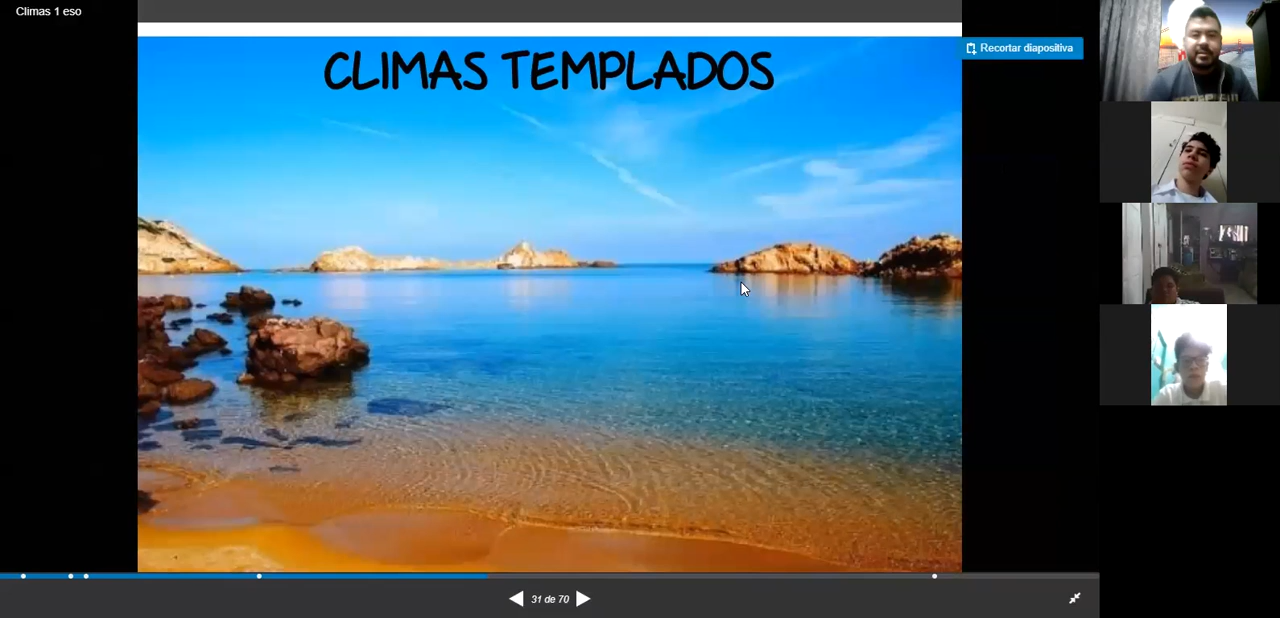 Climas 1 eso
CLIMAS TEMPLADOS
Recortar diapositiva
31 de 70